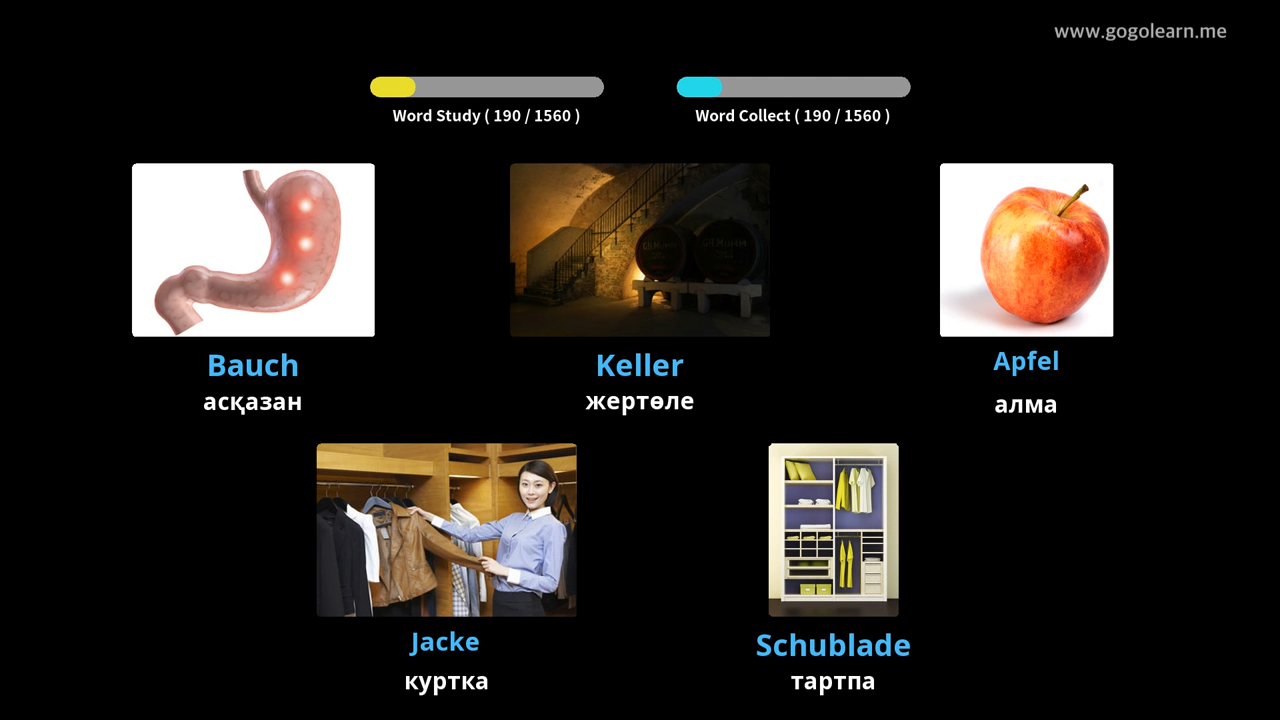 www.gogolearn.me
Word Study ( 190 / 1560 )
Word Collect ( 190 / 1560 )
Bauch
асқазан
Keller
жертөле
Apfel
алма
Jacke
куртка
Schublade
тартпа